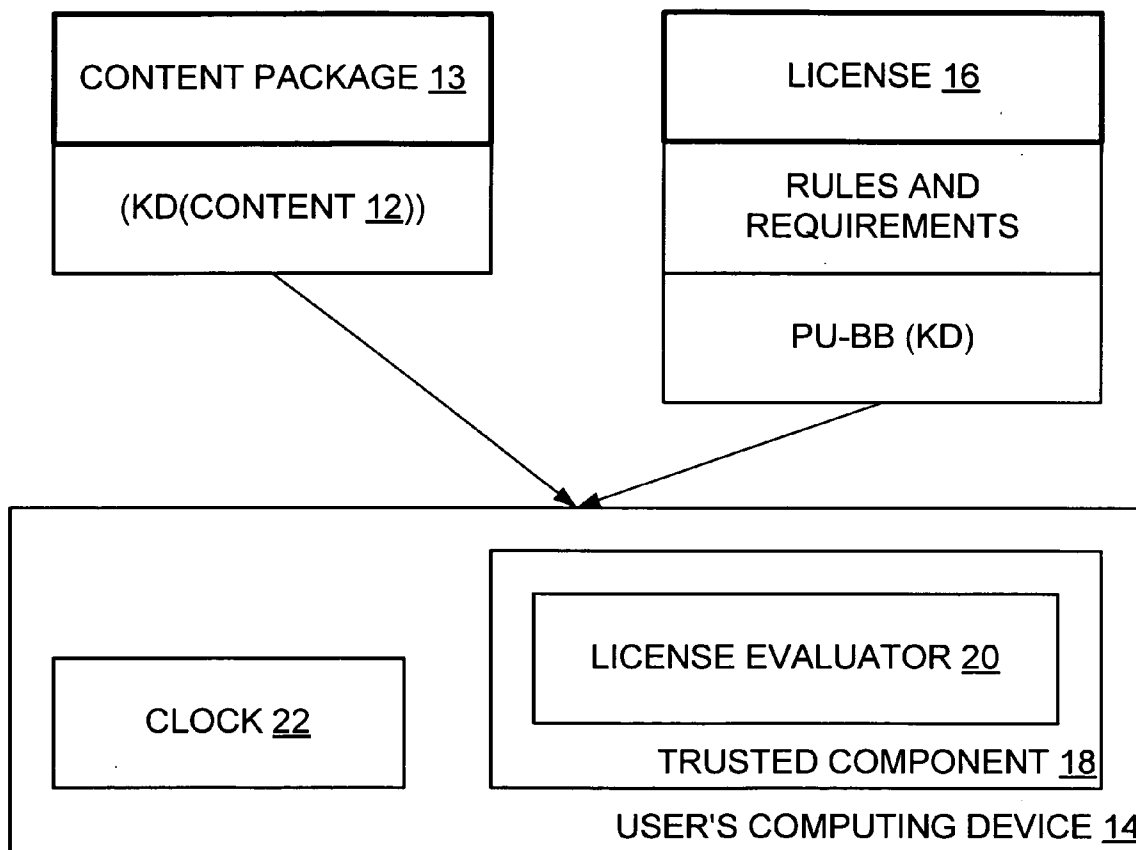 CONTENT PACKAGE 13
(KD(CONTENT 12))
LICENSE 16
RULES AND
REQUIREMENTS
PU-BB (KD)
LICENSE EVALUATOR 20
CLOCK 22
TRUSTED COMPONENT 18
USER'S COMPUTING DEVICE 14